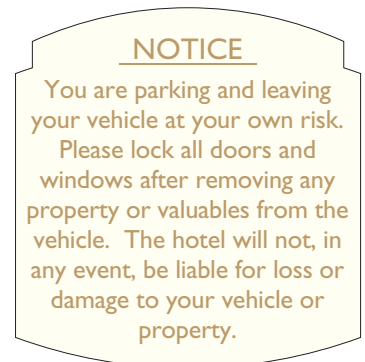 NOTICE
You are parking and leaving
your vehicle at your own risk.
Please lock all doors and
windows after removing any
property or valuables from the
vehicle.  The hotel will not, in
any event, be liable for loss or
damage to your vehicle or
property.